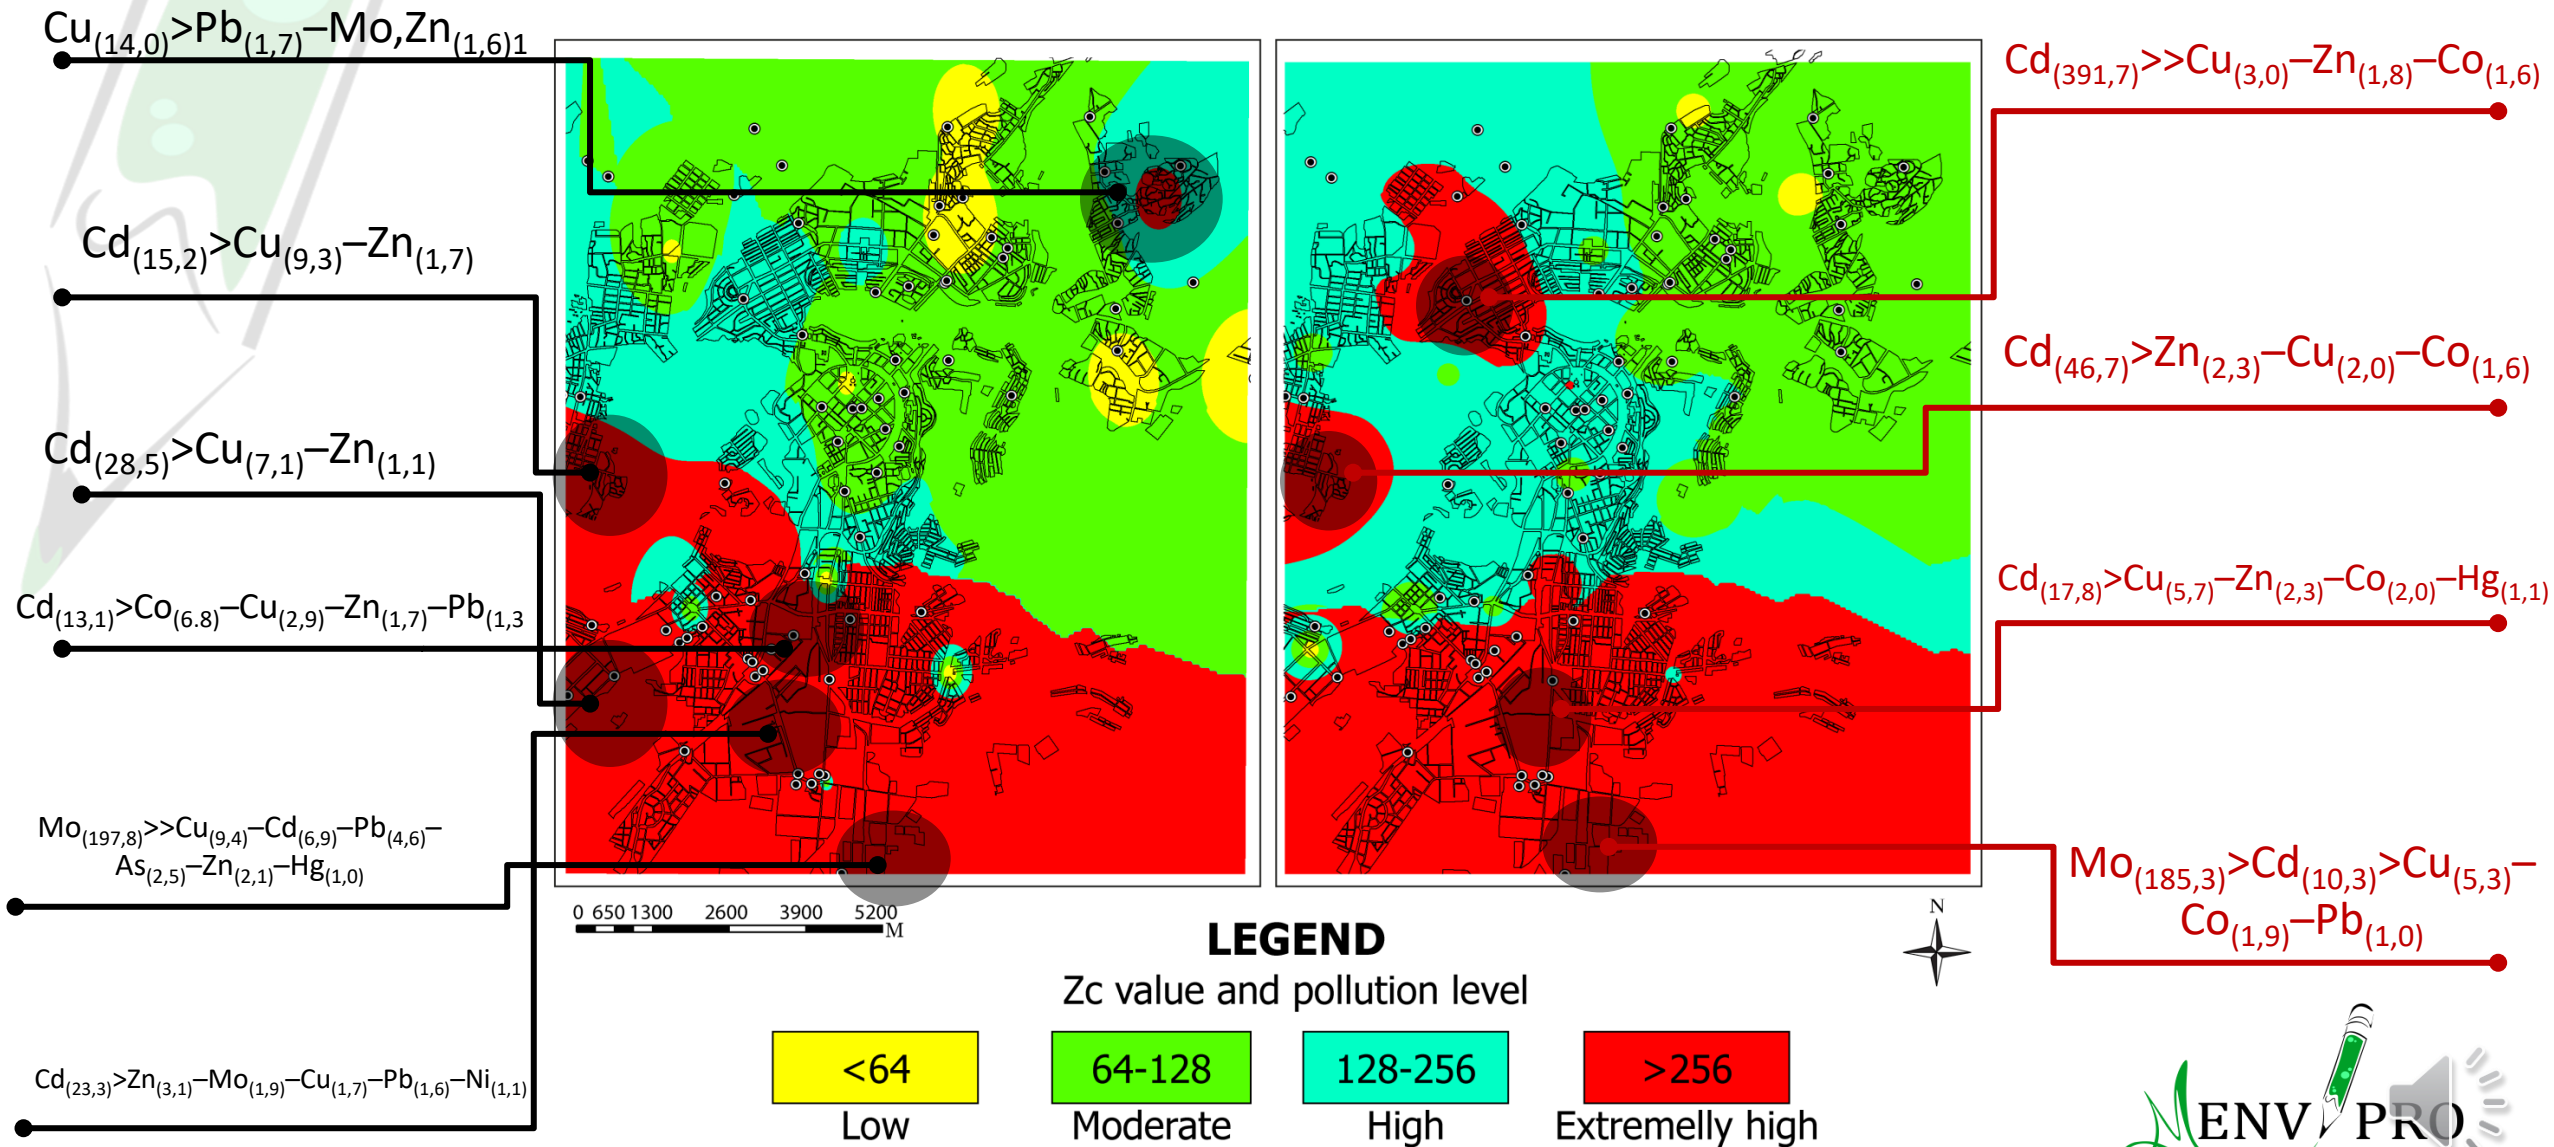 Cu(14,0)>Pb(1,7)–Mo,Zn(1,6)1
Cd(15,2)>Cu(9,3)–Zn(1,7)
Cd(28,5)>Cu(7,1)–Zn(1,1)
Cd(13,1)>Co(6.8)–Cu(2,9)–Zn(1,7)–Pb(1,3
Mo(197,8)>>Cu(9,4)–Cd(6,9)–Pb(4,6)–
As(2,5)–Zn(2,1)–Hg(1,0)
Cd(23,3)>Zn(3,1)–Mo(1,9)–Cu(1,7)–Pb(1,6)–Ni(1,1)
Cd(391,7)>>Cu(3,0)–Zn(1,8)–Co(1,6)
Cd(46,7)>Zn(2,3)–Cu(2,0)–Co(1,6)
Cd(17,8)>Cu(5,7)–Zn(2,3)–Co(2,0)–Hg(1,1)
Mo(185,3)>Cd(10,3)>Cu(5,3)–
Co(1,9)–Pb(1,0)
0 650 1300 2600 3900 5200
M
N
LEGEND
Zc value and pollution level
<64 64-128 128-256 >256
Low Moderate High Extremelly high
ENV PRO